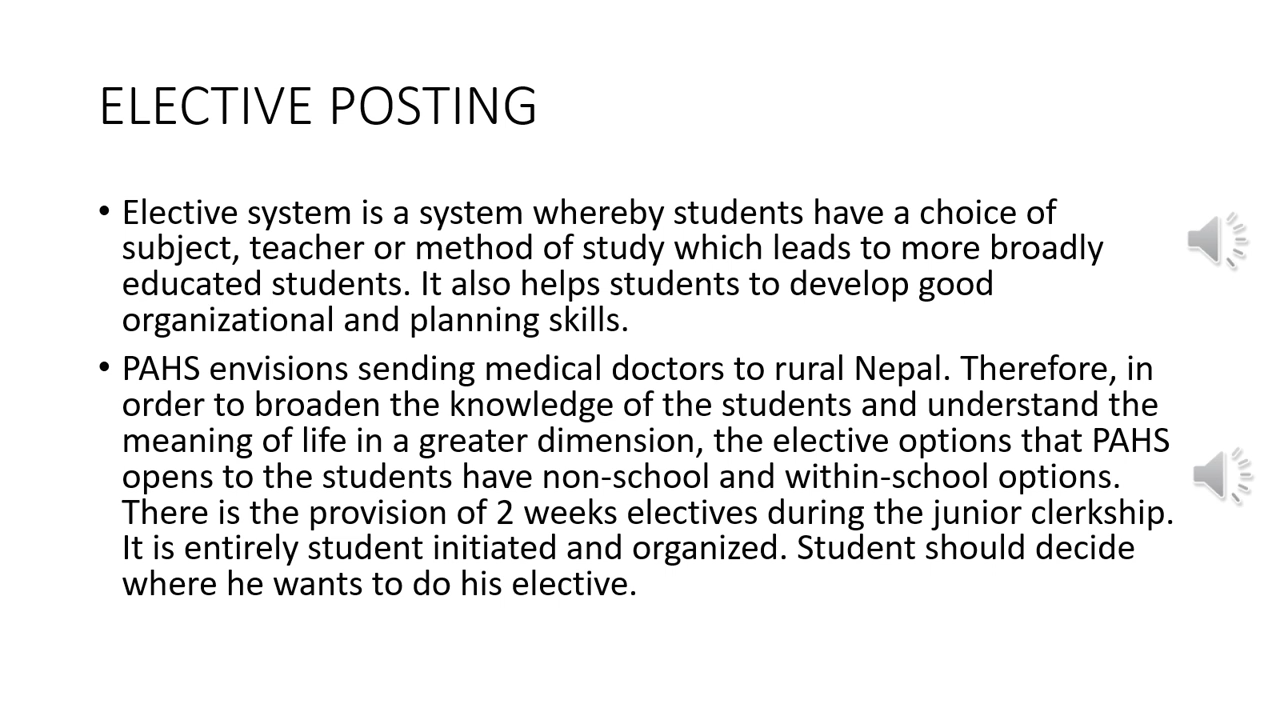 ELECTIVE POSTING
• Elective system is a system whereby students have a choice of
subject, teacher or method of study which leads to more broadly
educated students. It also helps students to develop good
organizational and planning skills.
• PAHS envisions sending medical doctors to rural Nepal. Therefore, in
order to broaden the knowledge of the students and understand the
meaning of life in a greater dimension, the elective options that PAHS
opens to the students have non-school and within-school options.
There is the provision of 2 weeks electives during the junior clerkship.
It is entirely student initiated and organized. Student should decide
where he wants to do his elective.